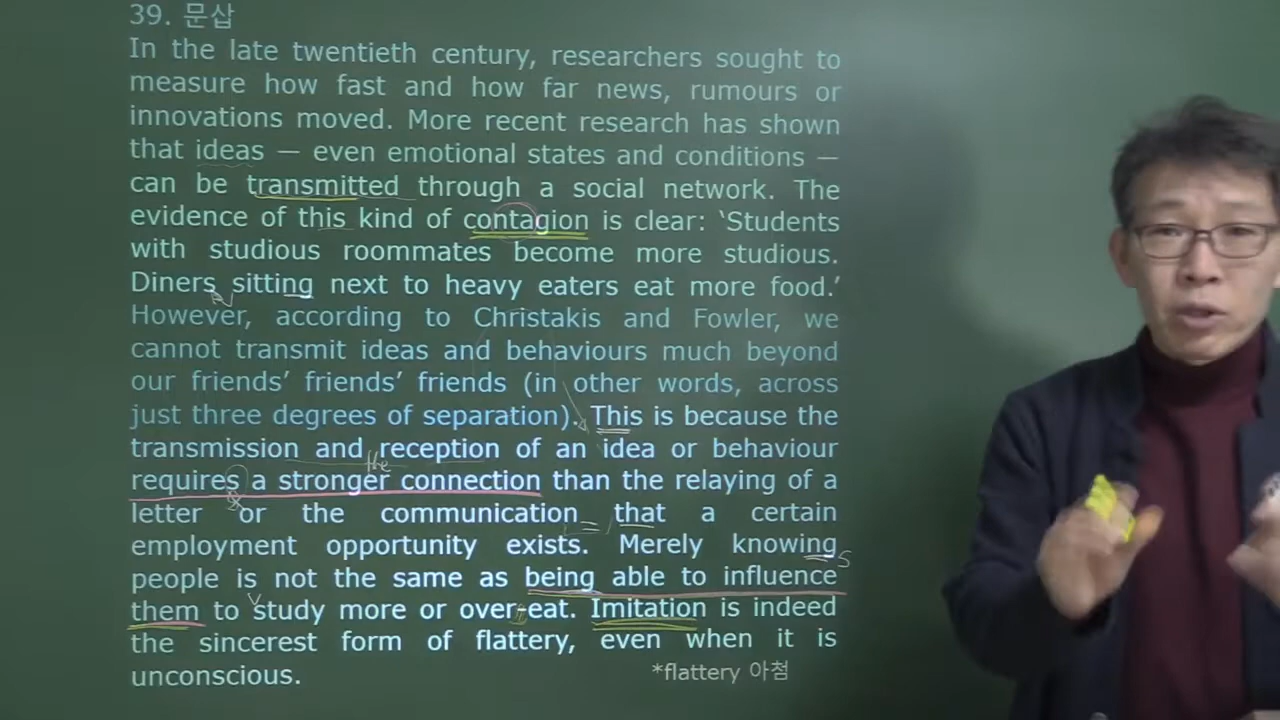 39. 문삽
In the late twentieth century, researchers sought to
measure how fast and how far news, rumours or
innovations moved. More recent research has shown
that ideas — even emotional states and conditions —
can be transmitted through a social network. The
evidence of this kind of contagion is clear: ‘Students
with studious roommates become more studious.
Diners sitting next to heavy eaters eat more food.’
However, according to Christakis and Fowler, we
cannot transmit ideas and behaviours much beyond
our friends’ friends’ friends (in other words, across
just three degrees of separation). This is because the
transmission and reception of an idea or behaviour
the
requires a stronger connection than the relaying of a
letter or the communication that a certain
employment opportunity exists. Merely knowing
S
people is not the same as being able to influence
V
them to study more or over-eat. Imitation is indeed
the sincerest form of flattery, even when it is
unconscious.
*flattery 아첨